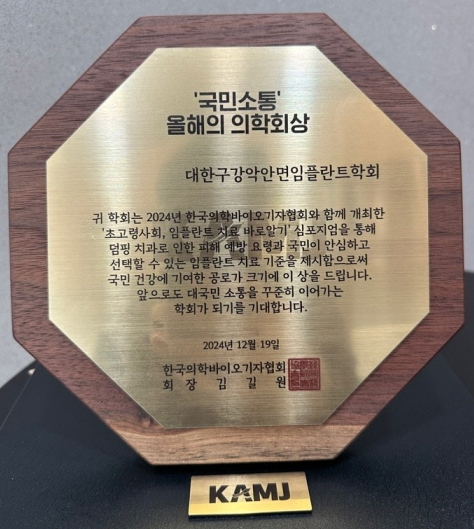 '국민소통'
올해의 의학회상
대한구강악안면임플란트학회
귀 학회는 2024년 한국의학바이오기자협회와 함께 개최한
'초고령사회, 임플란트 치료 바로알기' 심포지엄을 통해
덤핑 치과로 인한 피해 예방 요령과 국민이 안심하고
선택할 수 있는 임플란트 치료 기준을 제시함으로써
국민 건강에 기여한 공로가 크기에 이 상을 드립니다.
앞으로도 대국민 소통을 꾸준히 이어가는
학회가 되기를 기대합니다.
2024년 12월 19일
한국의학바이오기자협회
회 장 김 길 원
KAMJ